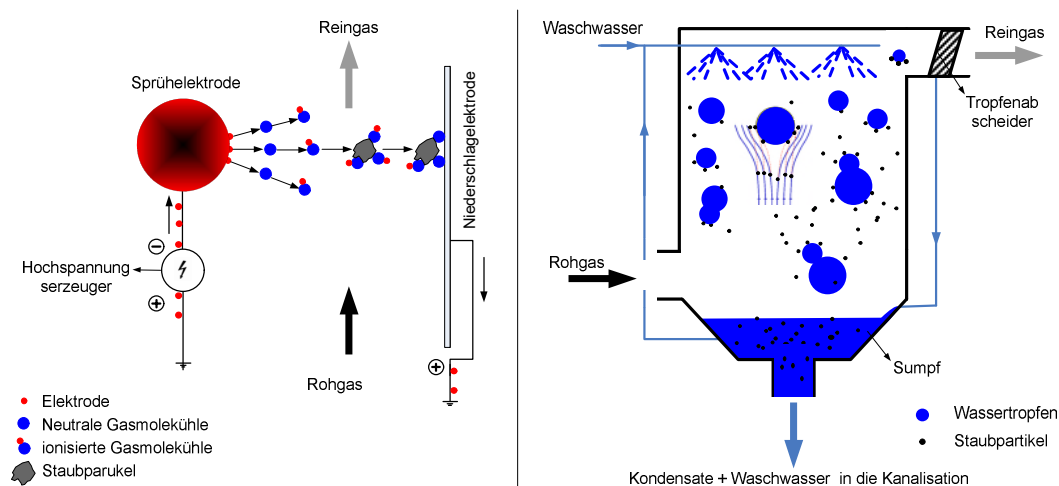 Reingas
Sprühelektrode
Niederschlagelektrode
Hochspannung
serzeuger
−
+
+
Rohgas
Elektrode
Neutrale Gasmolekühle
ionisierte Gasmolekühle
Staubparukel
Waschwasser
Reingas
Tropfenab
scheider
Rohgas
Sumpf
Wassertropfen
Staubpartikel
Kondensate + Waschwasser in die Kanalisation